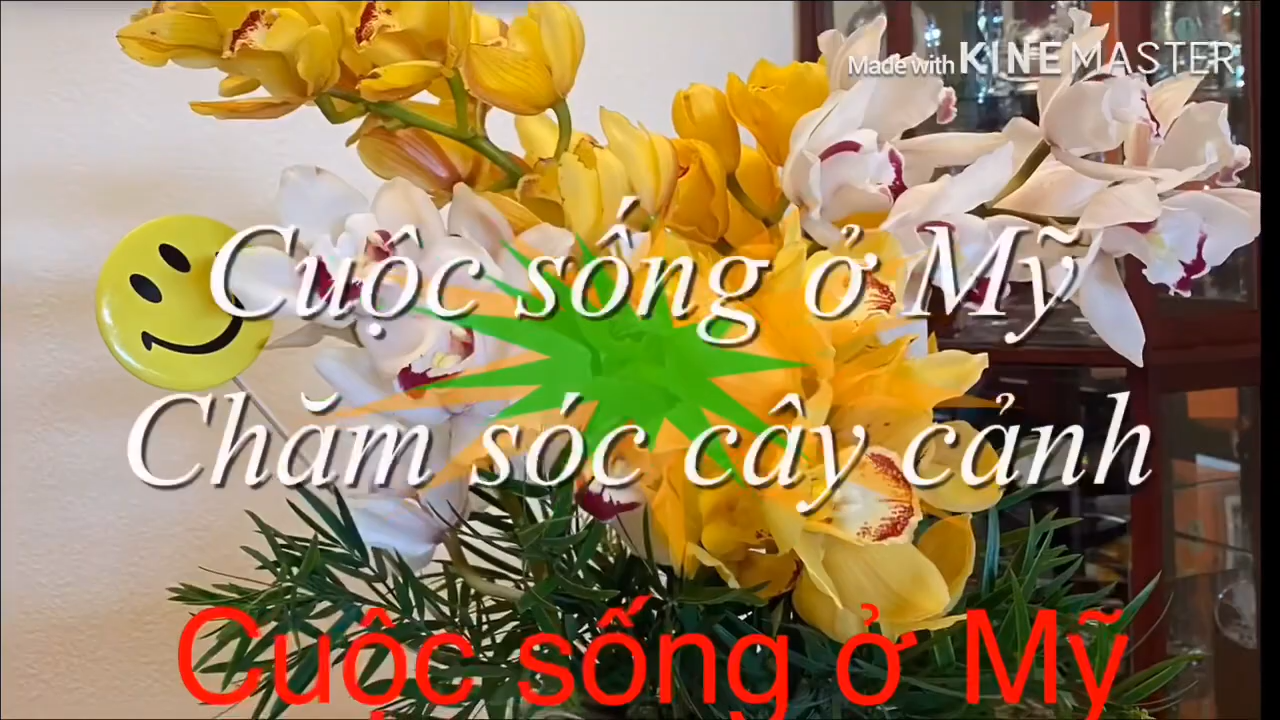 Made with KINEMASTER
Cuộc sống ở Mỹ
Chăm sóc cây cảnh
Cuộc sống ở Mỹ